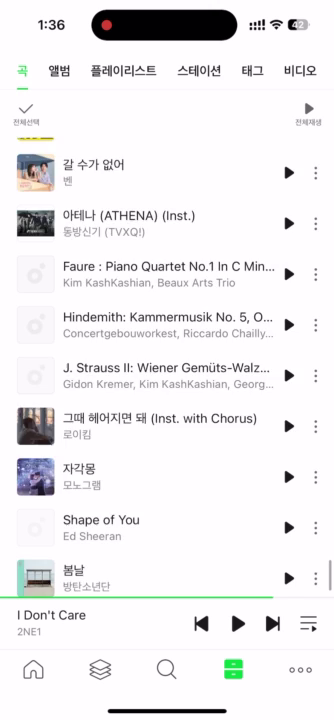 1:36
42
곡 앨범 플레이리스트 스테이션 태그 비디오
전체선택 전체재생
갈 수가 없어
벤
아테나 (ATHENA) (Inst.)
동방신기 (TVXQ!)
Faure : Piano Quartet No.1 In C Min...
Kim KashKashian, Beaux Arts Trio
Hindemith: Kammermusik No. 5, O...
Concertgebouworkest, Riccardo Chailly...
J. Strauss II: Wiener Gemüts-Walz...
Gidon Kremer, Kim KashKashian, Georg...
그때 헤어지면 돼 (Inst. with Chorus)
로이킴
자각몽
모노그램
Shape of You
Ed Sheeran
봄날
방탄소년단
I Don't Care
2NE1